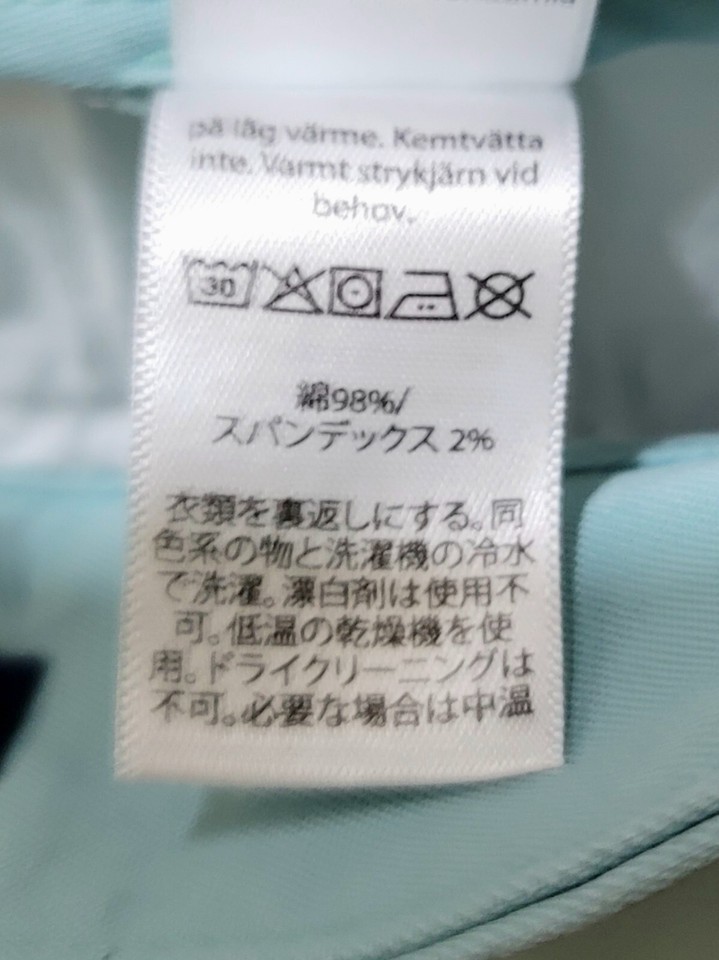 på låg värme. Kemtvätta
inte. Varmt strykjärn vid
behov.
30
綿98%/
スパンデックス 2%
衣類を裏返しにする。同
色系の物と洗濯機の冷水
で洗濯。漂白剤は使用不
可。低温の乾燥機を使
用。ドライクリーニングは
不可。必要な場合は中温